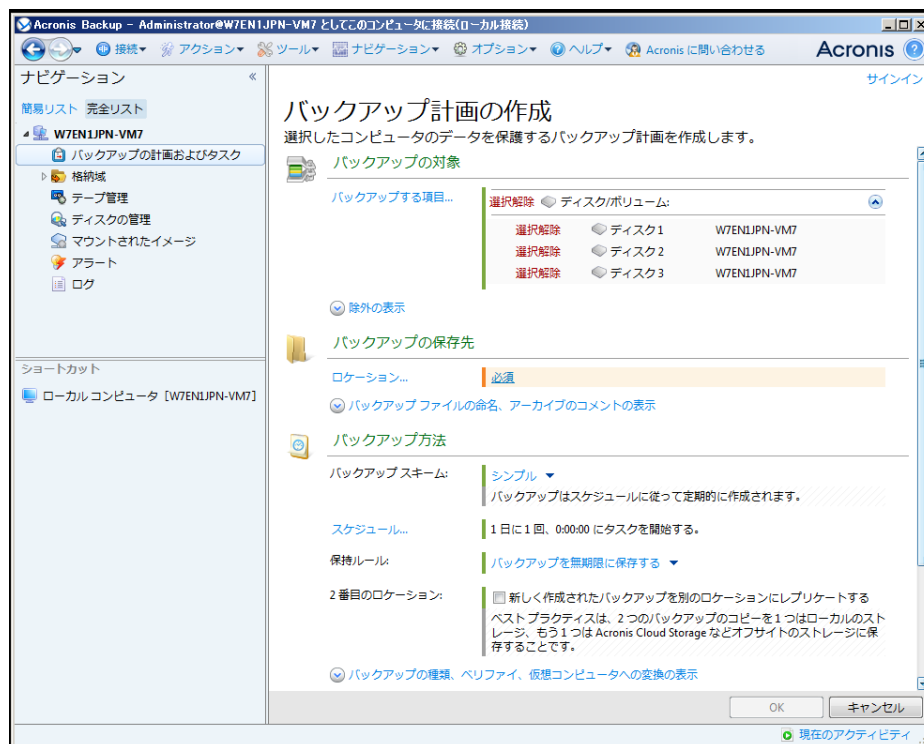 Acronis Backup - Administrator@W7EN1JPN-VM7 としてこのコンピュータに接続(ローカル接続)
接続 アクション ツール ナビゲーション オプション ヘルプ Acronis に問い合わせる Acronis
ナビゲーション
サインイン
簡易リスト 完全リスト
W7EN1JPN-VM7
バックアップの計画およびタスク
格納域
テープ管理
ディスクの管理
マウントされたイメージ
アラート
ログ
ショートカット
ローカル コンピュータ [W7EN1JPN-VM7]
バックアップ計画の作成
選択したコンピュータのデータを保護するバックアップ計画を作成します。
バックアップの対象
バックアップする項目...
選択解除 ディスク/ボリューム:
選択解除 ディスク 1 W7EN1JPN-VM7
選択解除 ディスク 2 W7EN1JPN-VM7
選択解除 ディスク 3 W7EN1JPN-VM7
除外の表示
バックアップの保存先
ロケーション... 必須
バックアップ ファイルの命名、アーカイブのコメントの表示
バックアップ方法
バックアップ スキーム: シンプル
バックアップはスケジュールに従って定期的に作成されます。
スケジュール... 1 日に 1 回、0:00:00 にタスクを開始する。
保持ルール: バックアップを無期限に保存する
2 番目のロケーション: 新しく作成されたバックアップを別のロケーションにレプリケートする
ベスト プラクティスは、2 つのバックアップのコピーを 1 つはローカルのスト
レージ、もう 1 つは Acronis Cloud Storage などオフサイトのストレージに保
存することです。
バックアップの種類、ベリファイ、仮想コンピュータへの変換の表示
OK キャンセル
現在のアクティビティ